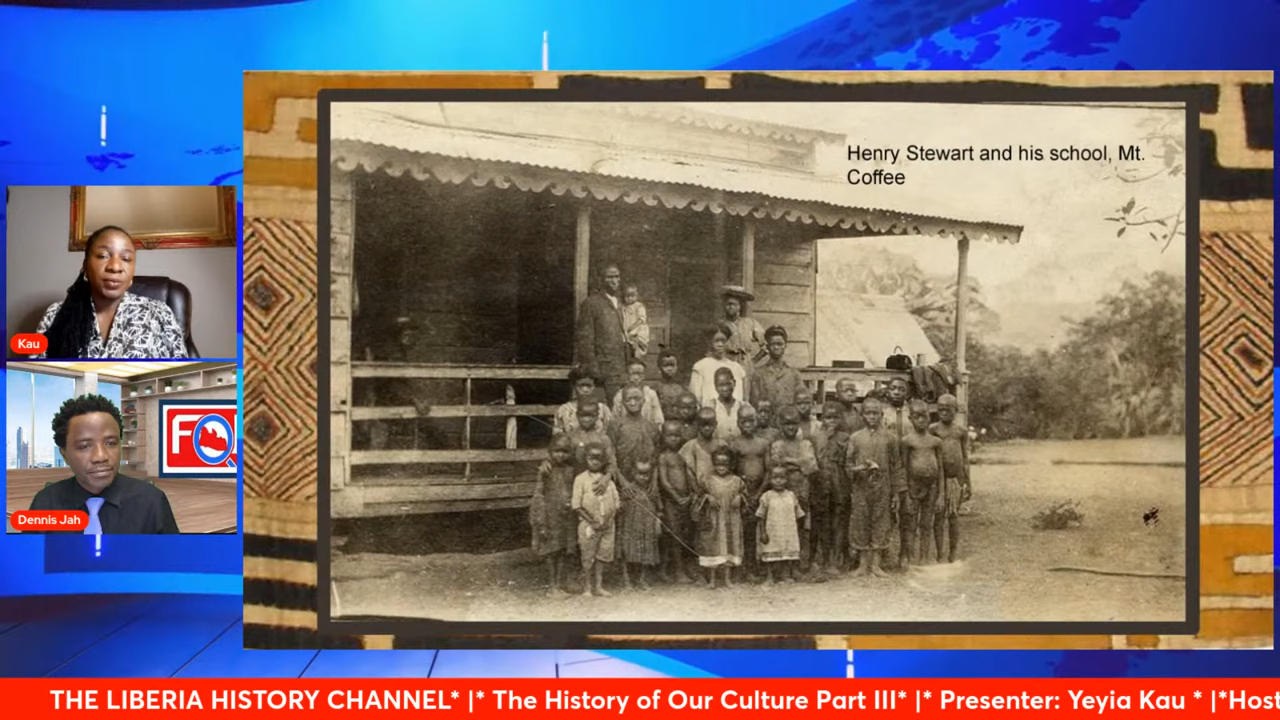 Henry Stewart and his school, Mt.
Coffee
Kau
FQ
Dennis Jah
THE LIBERIA HISTORY CHANNEL* |* The History of Our Culture Part III* |* Presenter: Yeyia Kau * |*Host